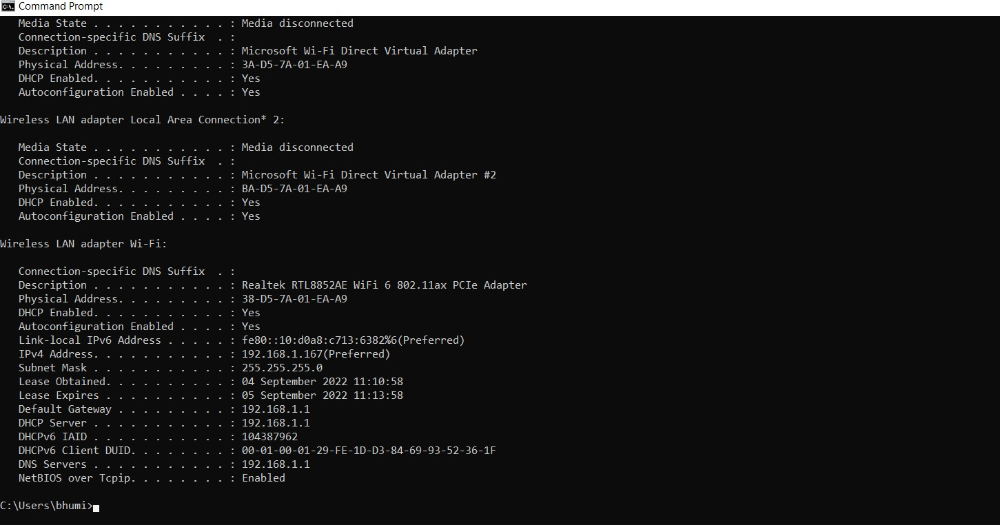 Command Prompt
Media State . . . . . . . . . . . : Media disconnected
Connection-specific DNS Suffix  . :
Description . . . . . . . . . . . : Microsoft Wi-Fi Direct Virtual Adapter
Physical Address. . . . . . . . . : 3A-D5-7A-01-EA-A9
DHCP Enabled. . . . . . . . . . . : Yes
Autoconfiguration Enabled . . . . : Yes
Wireless LAN adapter Local Area Connection* 2:
Media State . . . . . . . . . . . : Media disconnected
Connection-specific DNS Suffix  . :
Description . . . . . . . . . . . : Microsoft Wi-Fi Direct Virtual Adapter #2
Physical Address. . . . . . . . . : BA-D5-7A-01-EA-A9
DHCP Enabled. . . . . . . . . . . : Yes
Autoconfiguration Enabled . . . . : Yes
Wireless LAN adapter Wi-Fi:
Connection-specific DNS Suffix  . :
Description . . . . . . . . . . . : Realtek RTL8852AE WiFi 6 802.11ax PCIe Adapter
Physical Address. . . . . . . . . : 38-D5-7A-01-EA-A9
DHCP Enabled. . . . . . . . . . . : Yes
Autoconfiguration Enabled . . . . : Yes
Link-local IPv6 Address . . . . . : fe80::10:d0a8:c713:6382%6(Preferred)
IPv4 Address. . . . . . . . . . . : 192.168.1.167(Preferred)
Subnet Mask . . . . . . . . . . . : 255.255.255.0
Lease Obtained. . . . . . . . . . : 04 September 2022 11:10:58
Lease Expires . . . . . . . . . . : 05 September 2022 11:13:58
Default Gateway . . . . . . . . . : 192.168.1.1
DHCP Server . . . . . . . . . . . : 192.168.1.1
DHCPv6 IAID . . . . . . . . . . . : 104387962
DHCPv6 Client DUID. . . . . . . . : 00-01-00-01-29-FE-1D-D3-84-69-93-52-36-1F
DNS Servers . . . . . . . . . . . : 192.168.1.1
NetBIOS over Tcpip. . . . . . . . : Enabled
C:\Users\bhumi>